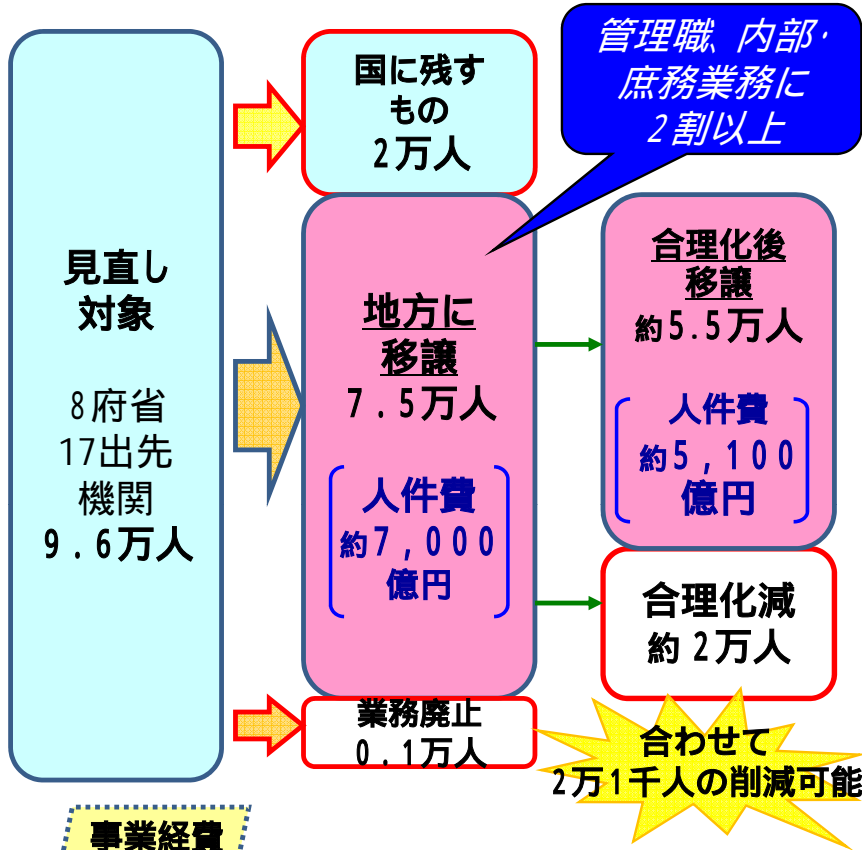 見直し
対象
8府省
17出先
機関
9.6万人
国に残す
もの
2万人
管理職、内部・
庶務業務に
2割以上
地方に
移譲
7.5万人
人件費
約7,000
億円
合理化後
移譲
約5.5万人
人件費
約5,100
億円
合理化減
約2万人
業務廃止
0.1万人
合わせて
2万1千人の削減可能
事業経費